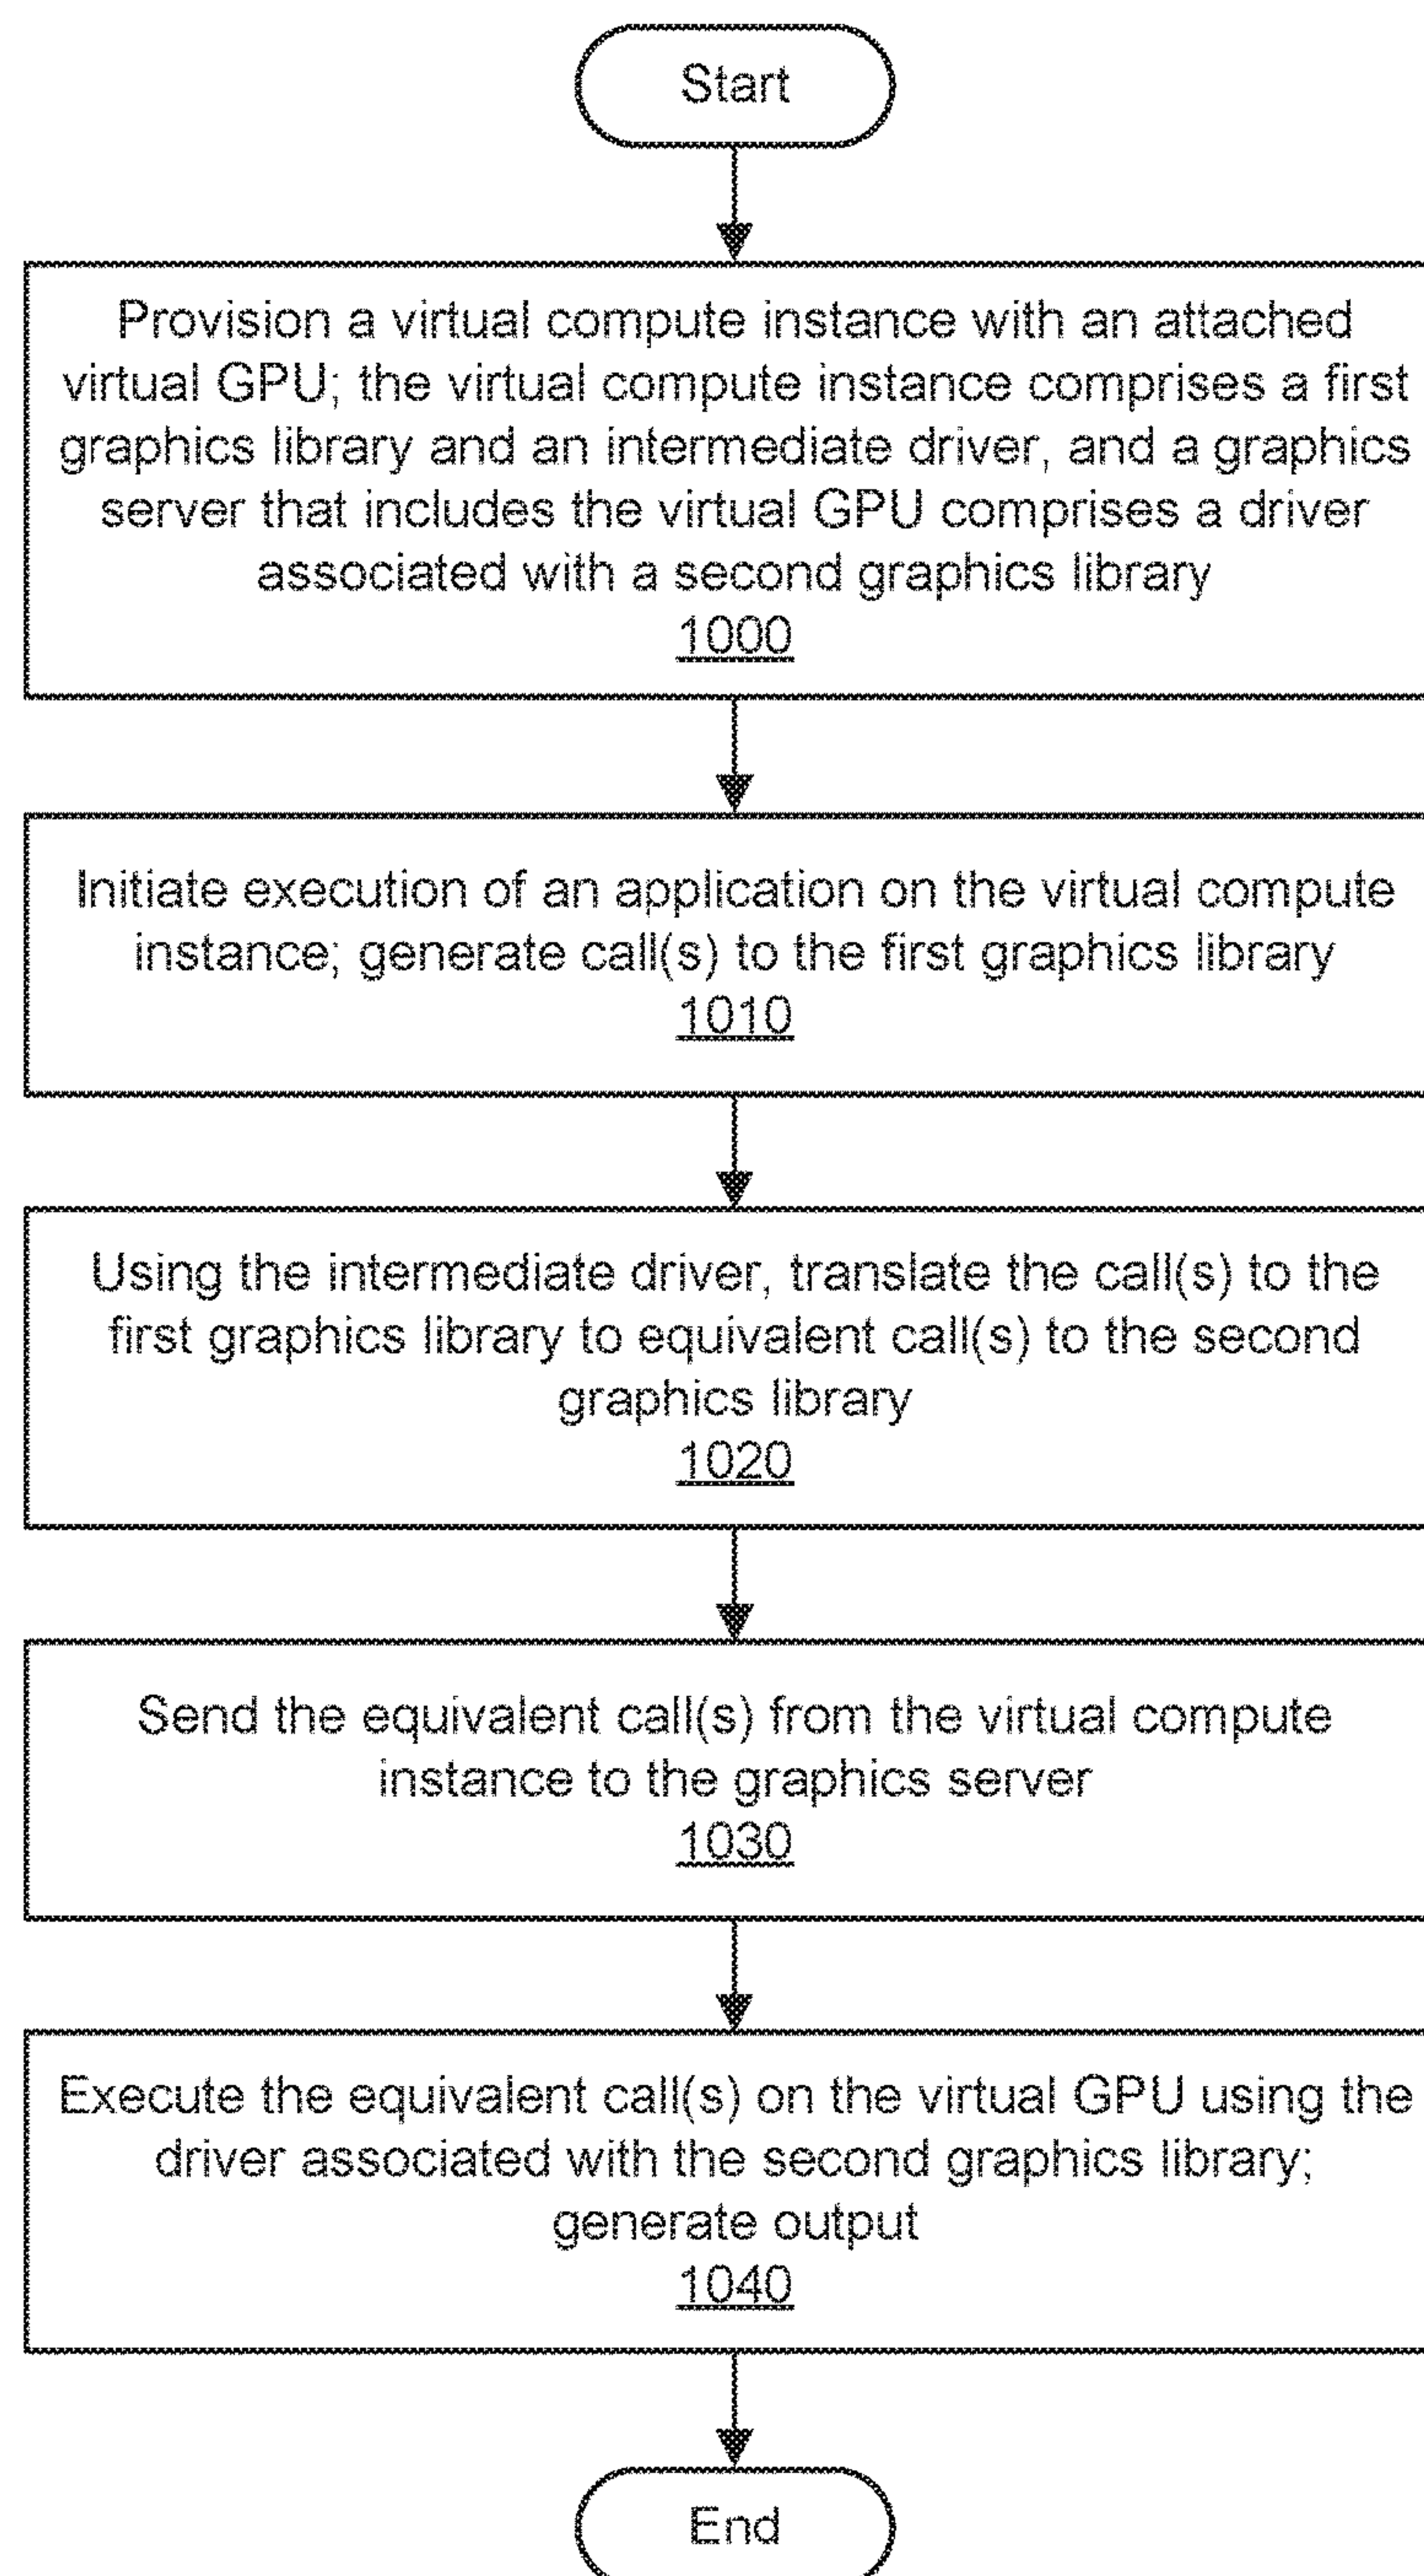 Start
Provision a virtual compute instance with an attached
virtual GPU; the virtual compute instance comprises a first
graphics library and an intermediate driver, and a graphics
server that includes the virtual GPU comprises a driver
associated with a second graphics library
1000
Initiate execution of an application on the virtual compute
instance; generate call(s) to the first graphics library
1010
Using the intermediate driver, translate the call(s) to the
first graphics library to equivalent call(s) to the second
graphics library
1020
Send the equivalent call(s) from the virtual compute
instance to the graphics server
1030
Execute the equivalent call(s) on the virtual GPU using the
driver associated with the second graphics library;
generate output
1040
End